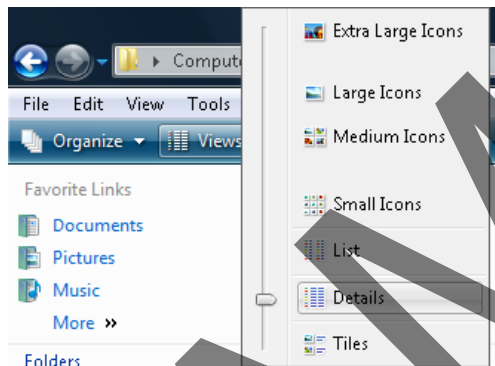 Comput
File Edit View Tools
Organize Views
Favorite Links
Documents
Pictures
Music
More »
Folders
Extra Large Icons
Large Icons
Medium Icons
Small Icons
List
Details
Tiles